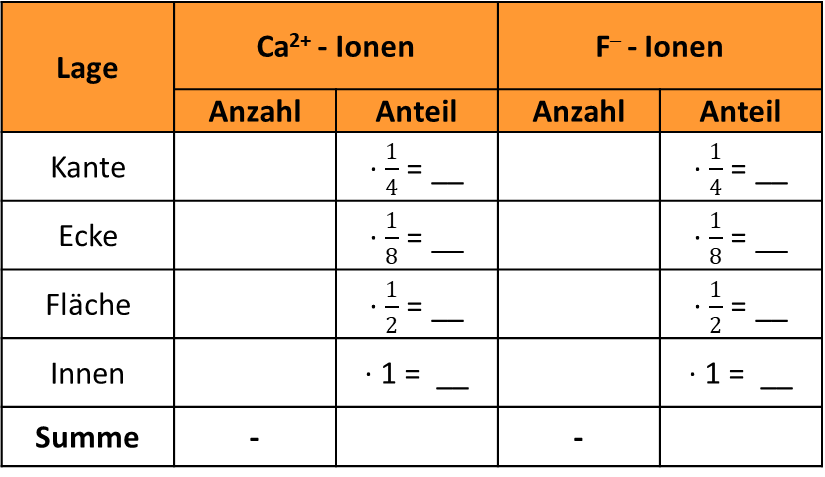 Lage Ca²⁺ - Ionen F⁻ - Ionen
Anzahl Anteil Anzahl Anteil
Kante · 1/4 = __ · 1/4 = __
Ecke · 1/8 = __ · 1/8 = __
Fläche · 1/2 = __ · 1/2 = __
Innen · 1 = __ · 1 = __
Summe - -